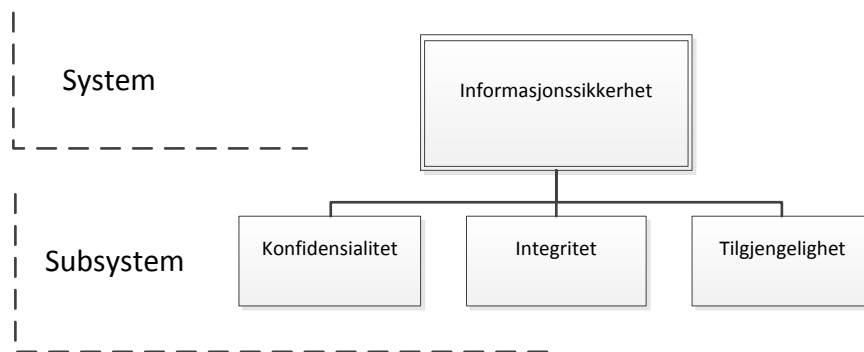 System
Informasjonssikkerhet
Subsystem
Konfidensialitet
Integritet
Tilgjengelighet